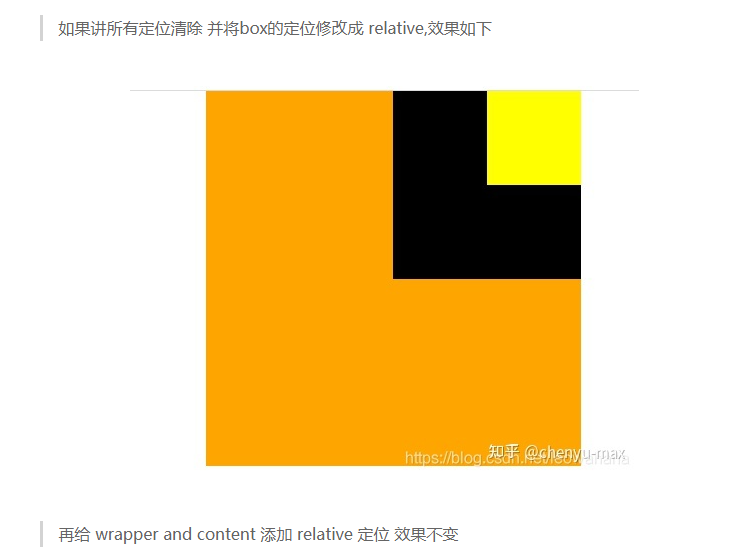 如果讲所有定位清除 并将box的定位修改成 relative,效果如下
知乎 @chenyu-max
https://blog.csdn.net/leowahaha
再给 wrapper and content 添加 relative 定位 效果不变